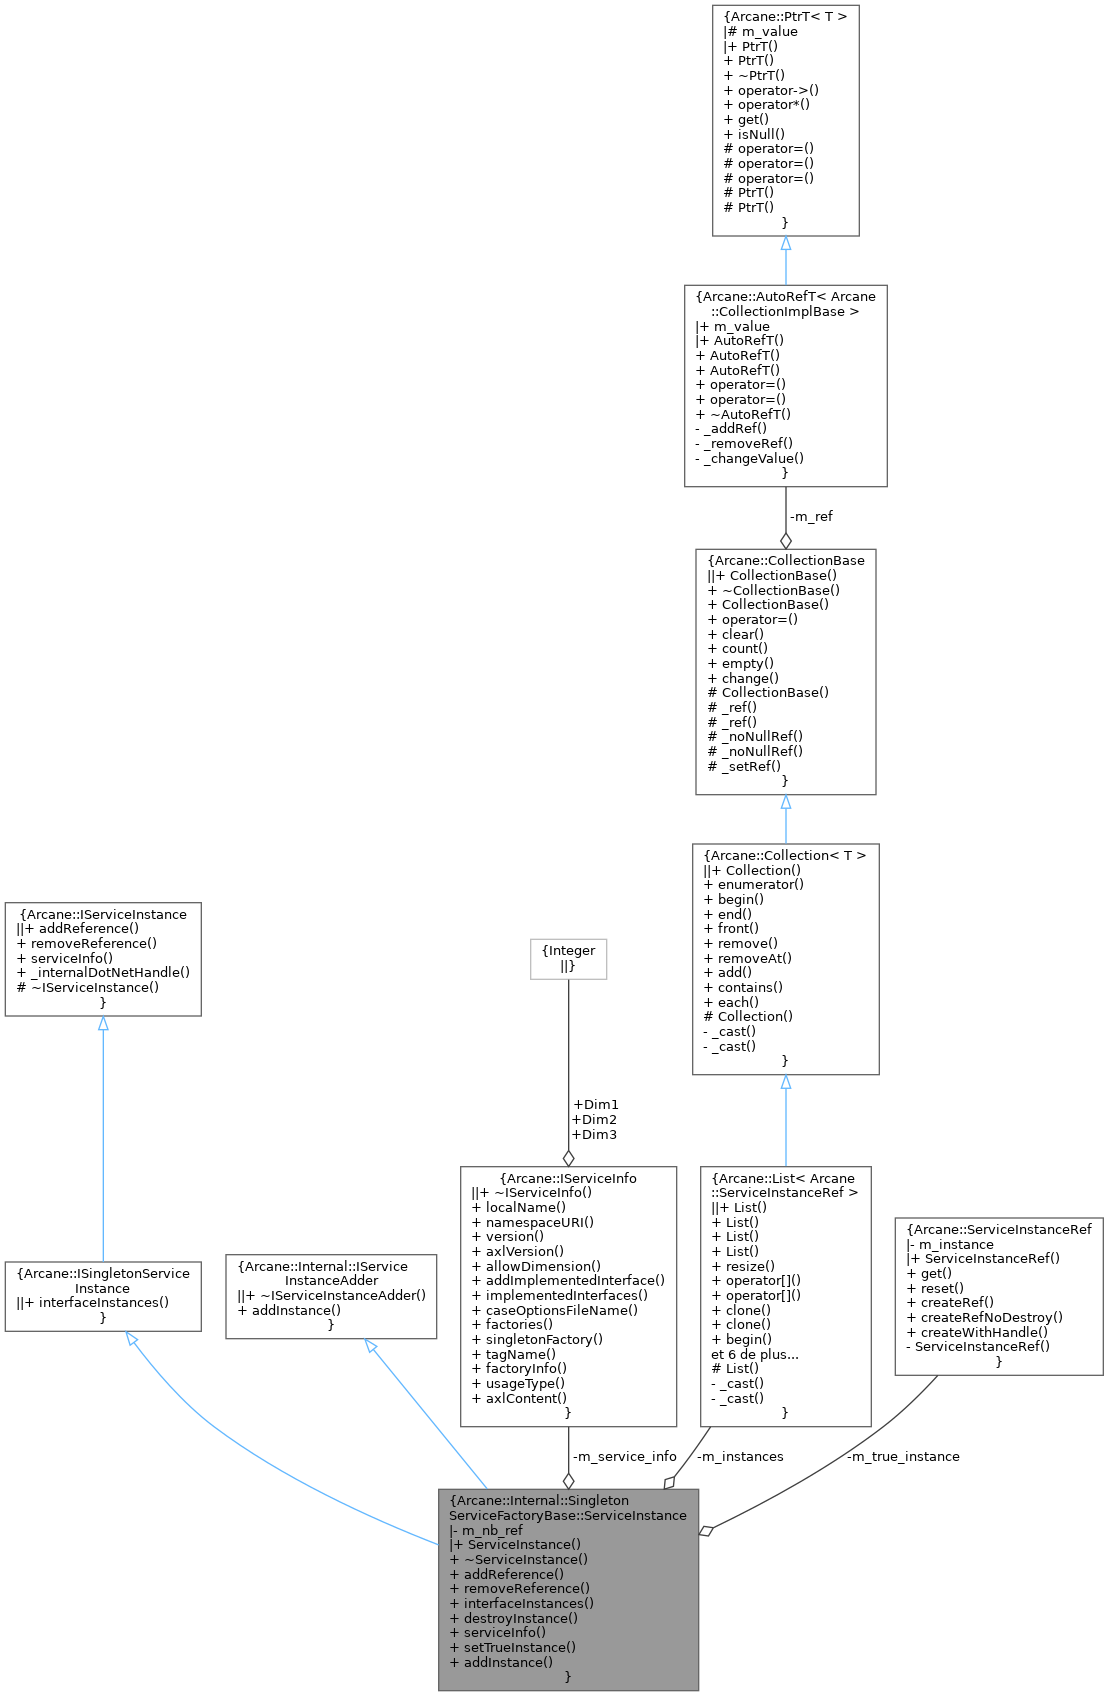 {Arcane::PtrT< T >
|# m_value
|+ PtrT()
+ PtrT()
+ ~PtrT()
+ operator->()
+ operator*()
+ get()
+ isNull()
# operator=()
# operator=()
# operator=()
# PtrT()
# PtrT()
}
{Arcane::AutoRefT< Arcane
::CollectionImplBase >
|+ m_value
|+ AutoRefT()
+ AutoRefT()
+ AutoRefT()
+ operator=()
+ operator=()
+ ~AutoRefT()
- _addRef()
- _removeRef()
- _changeValue()
}
-m_ref
{Arcane::CollectionBase
||+ CollectionBase()
+ ~CollectionBase()
+ CollectionBase()
+ operator=()
+ clear()
+ count()
+ empty()
+ change()
# CollectionBase()
# _ref()
# _ref()
# _noNullRef()
# _noNullRef()
# _setRef()
}
{Arcane::Collection< T >
||+ Collection()
+ enumerator()
+ begin()
+ end()
+ front()
+ remove()
+ removeAt()
+ add()
+ contains()
+ each()
# Collection()
- _cast()
- _cast()
}
{Arcane::IServiceInstance
||+ addReference()
+ removeReference()
+ serviceInfo()
+ _internalDotNetHandle()
# ~IServiceInstance()
}
{Integer
||}
+Dim1
+Dim2
+Dim3
{Arcane::ISingletonService
Instance
||+ interfaceInstances()
}
{Arcane::Internal::IService
InstanceAdder
||+ ~IServiceInstanceAdder()
+ addInstance()
}
{Arcane::IServiceInfo
||+ ~IServiceInfo()
+ localName()
+ namespaceURI()
+ version()
+ axlVersion()
+ allowDimension()
+ addImplementedInterface()
+ implementedInterfaces()
+ caseOptionsFileName()
+ factories()
+ singletonFactory()
+ tagName()
+ factoryInfo()
+ usageType()
+ axlContent()
}
{Arcane::List< Arcane
::ServiceInstanceRef >
||+ List()
+ List()
+ List()
+ List()
+ resize()
+ operator[]()
+ operator[]()
+ clone()
+ clone()
+ begin()
et 6 de plus...
# List()
- _cast()
- _cast()
}
{Arcane::ServiceInstanceRef
|- m_instance
|+ ServiceInstanceRef()
+ get()
+ reset()
+ createRef()
+ createRefNoDestroy()
+ createWithHandle()
- ServiceInstanceRef()
}
-m_service_info
-m_instances
-m_true_instance
{Arcane::Internal::Singleton
ServiceFactoryBase::ServiceInstance
|- m_nb_ref
|+ ServiceInstance()
+ ~ServiceInstance()
+ addReference()
+ removeReference()
+ interfaceInstances()
+ destroyInstance()
+ serviceInfo()
+ setTrueInstance()
+ addInstance()
}